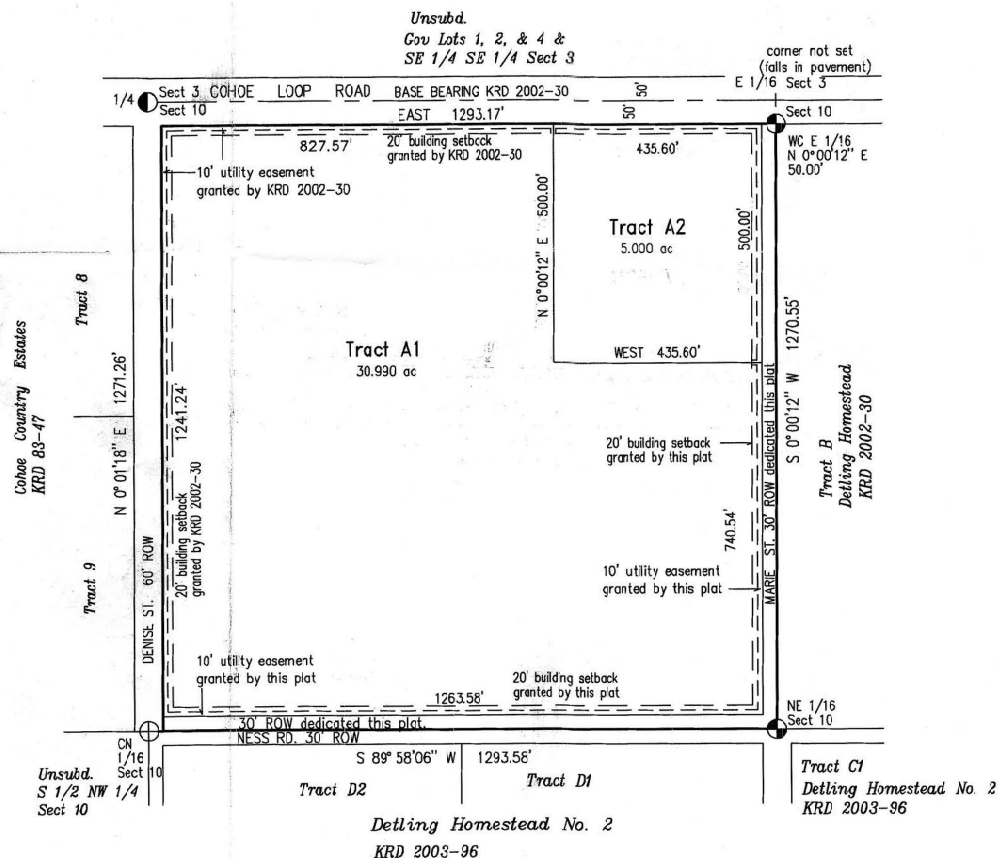 Unsubd.
Gov Lots 1, 2, & 4 &
SE 1/4 SE 1/4 Sect 3
corner not set
(falls in pavement)
E 1/16 Sect 3
1/4
Sect 3 COHOE LOOP ROAD BASE BEARING KRD 2002-30
50'
Sect 10
EAST 1293.17'
50'
Sect 10
827.57'
20' building setback
granted by KRD 2002-30
435.60'
WC E 1/16
N 0°00'12" E
50.00'
10' utility easement
granted by KRD 2002-30
N 0°00'12" E 500.00'
Tract A2
5.000 ac
500.00'
Tract 8
Cohoe Country Estates
KRD 83-47
N 0°01'18" E 1271.26'
Tract A1
30.990 ac
WEST 435.60'
S 0°00'12" W 1270.55'
1241.24'
20' building setback
granted by KRD 2002-30
20' building setback
granted by this plat
Tract B
Detling Homestead
KRD 2002-30
740.54'
MARIE ST. 30' ROW dedicated this plat
10' utility easement
granted by this plat
Tract 9
DENISE ST. 60' ROW
10' utility easement
granted by this plat
1263.58'
20' building setback
granted by this plat
30' ROW dedicated this plat.
NESS RD. 30' ROW
NE 1/16
Sect 10
CN
1/16
Sect 10
S 89°58'06" W 1293.58'
Unsubd.
S 1/2 NW 1/4
Sect 10
Tract D2
Tract D1
Tract C1
Detling Homestead No. 2
KRD 2003-96
Detling Homestead No. 2
KRD 2003-96